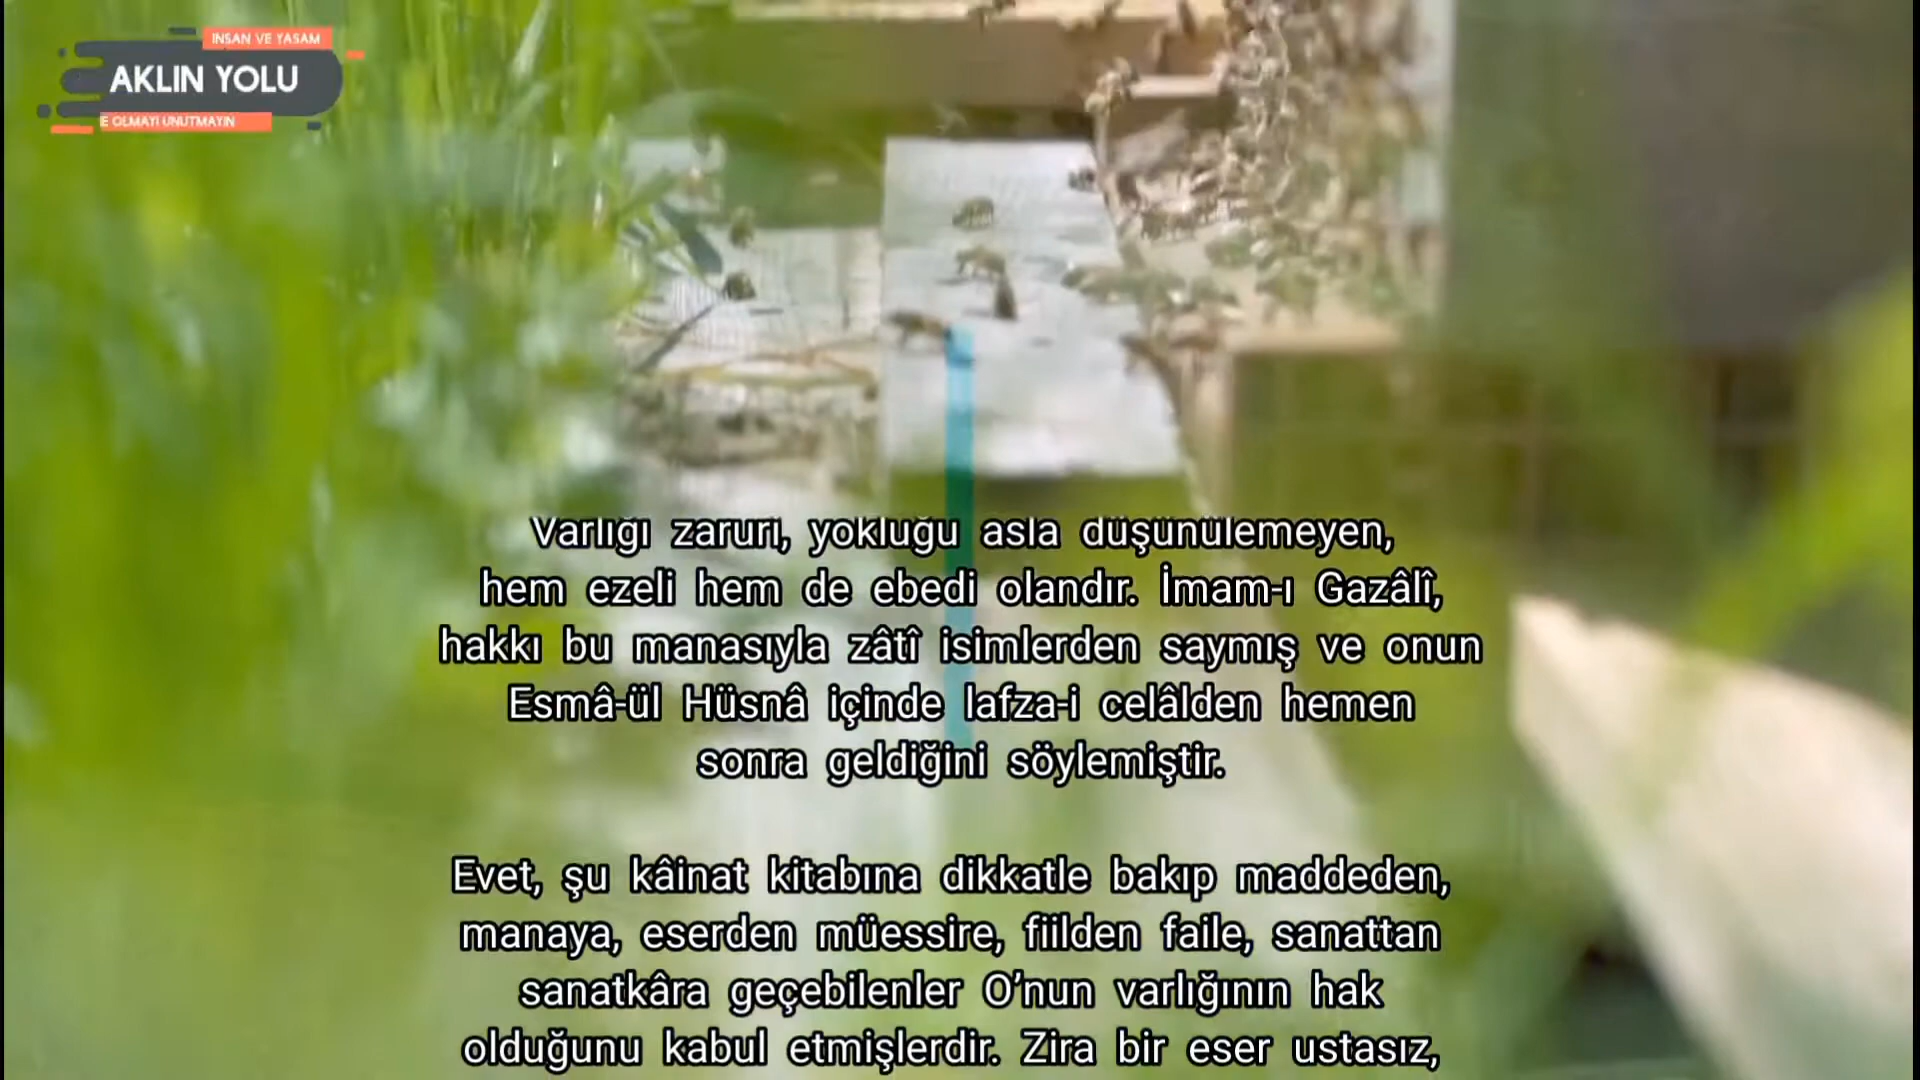 INSAN VE YASAM
AKLIN YOLU
E OLMAYI UNUTMAYIN
Varlığı zaruri, yokluğu asla düşünülemeyen,
hem ezeli hem de ebedi olandır. İmam-ı Gazâlî,
hakkı bu manasıyla zâtî isimlerden saymış ve onun
Esmâ-ül Hüsnâ içinde lafza-i celâlden hemen
sonra geldiğini söylemiştir.
Evet, şu kâinat kitabına dikkatle bakıp maddeden,
manaya, eserden müessire, fiilden faile, sanattan
sanatkâra geçebilenler O’nun varlığının hak
olduğunu kabul etmişlerdir. Zira bir eser ustasız,